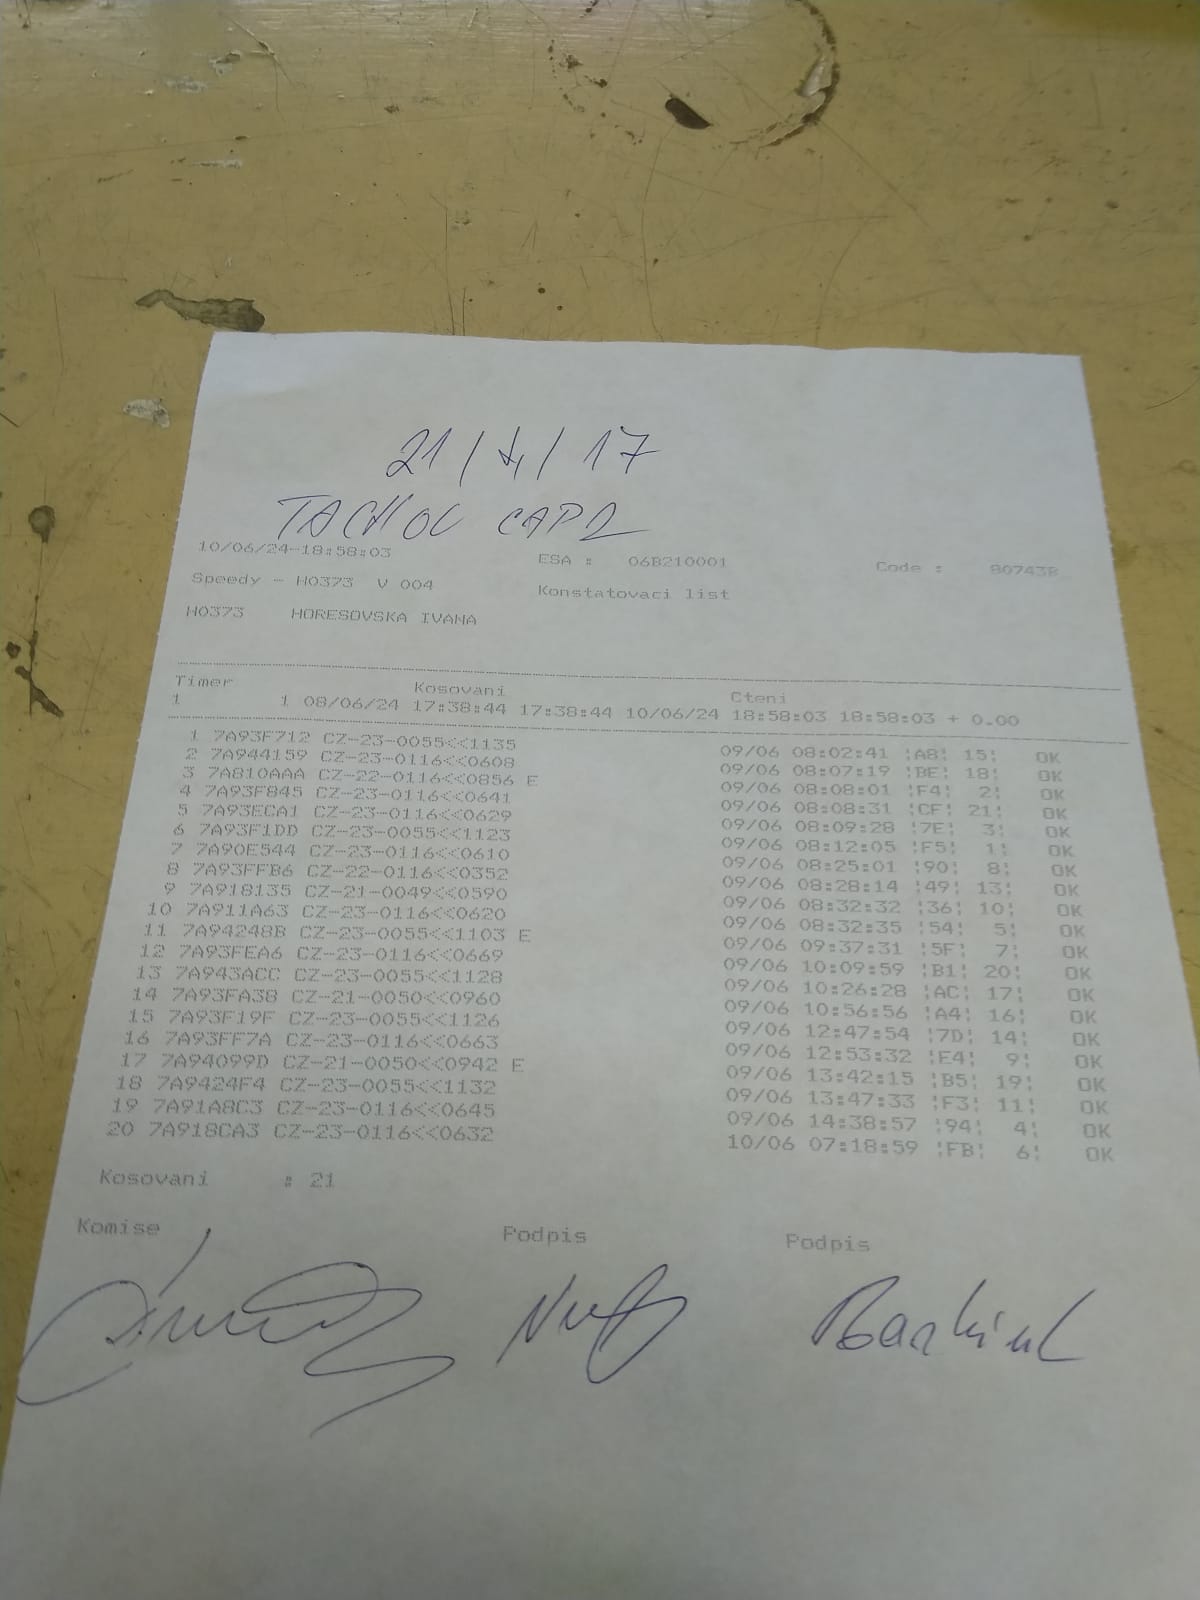 21/4/17
TACHOV CAP2
10/06/24-18:58:03 ESA : 06B210001 Code : 80743B
Speedy - H0373 V 004 Konstatovaci list
H0373 HORESOVSKA IVANA
Timer Kosovani Cteni
1 1 08/06/24 17:38:44 17:38:44 10/06/24 18:58:03 18:58:03 + 0.00
1 7A93F712 CZ-23-0055<<1135 09/06 08:02:41 ¦A8¦ 15¦ OK
2 7A944159 CZ-23-0116<<0608 09/06 08:07:19 ¦BE¦ 18¦ OK
3 7A810AAA CZ-22-0116<<0856 E 09/06 08:08:01 ¦F4¦ 2¦ OK
4 7A93F845 CZ-23-0116<<0641 09/06 08:08:31 ¦CF¦ 21¦ OK
5 7A93ECA1 CZ-23-0116<<0629 09/06 08:09:28 ¦7E¦ 3¦ OK
6 7A93F1DD CZ-23-0055<<1123 09/06 08:12:05 ¦F5¦ 1¦ OK
7 7A90E544 CZ-23-0116<<0610 09/06 08:25:01 ¦90¦ 8¦ OK
8 7A93FFB6 CZ-22-0116<<0352 09/06 08:28:14 ¦49¦ 13¦ OK
9 7A918135 CZ-21-0049<<0590 09/06 08:32:32 ¦36¦ 10¦ OK
10 7A911A63 CZ-23-0116<<0620 09/06 08:32:35 ¦54¦ 5¦ OK
11 7A94248B CZ-23-0055<<1103 E 09/06 09:37:31 ¦5F¦ 7¦ OK
12 7A93FEA6 CZ-23-0116<<0669 09/06 10:09:59 ¦B1¦ 20¦ OK
13 7A943ACC CZ-23-0055<<1128 09/06 10:26:28 ¦AC¦ 17¦ OK
14 7A93FA38 CZ-21-0050<<0960 09/06 10:56:56 ¦A4¦ 16¦ OK
15 7A93F19F CZ-23-0055<<1126 09/06 12:47:54 ¦7D¦ 14¦ OK
16 7A93FF7A CZ-23-0116<<0663 09/06 12:53:32 ¦E4¦ 9¦ OK
17 7A94099D CZ-21-0050<<0942 E 09/06 13:42:15 ¦B5¦ 19¦ OK
18 7A9424F4 CZ-23-0055<<1132 09/06 13:47:33 ¦F3¦ 11¦ OK
19 7A91A8C3 CZ-23-0116<<0645 09/06 14:38:57 ¦94¦ 4¦ OK
20 7A918CA3 CZ-23-0116<<0632 10/06 07:18:59 ¦FB¦ 6¦ OK
Kosovani : 21
Komise Podpis Podpis